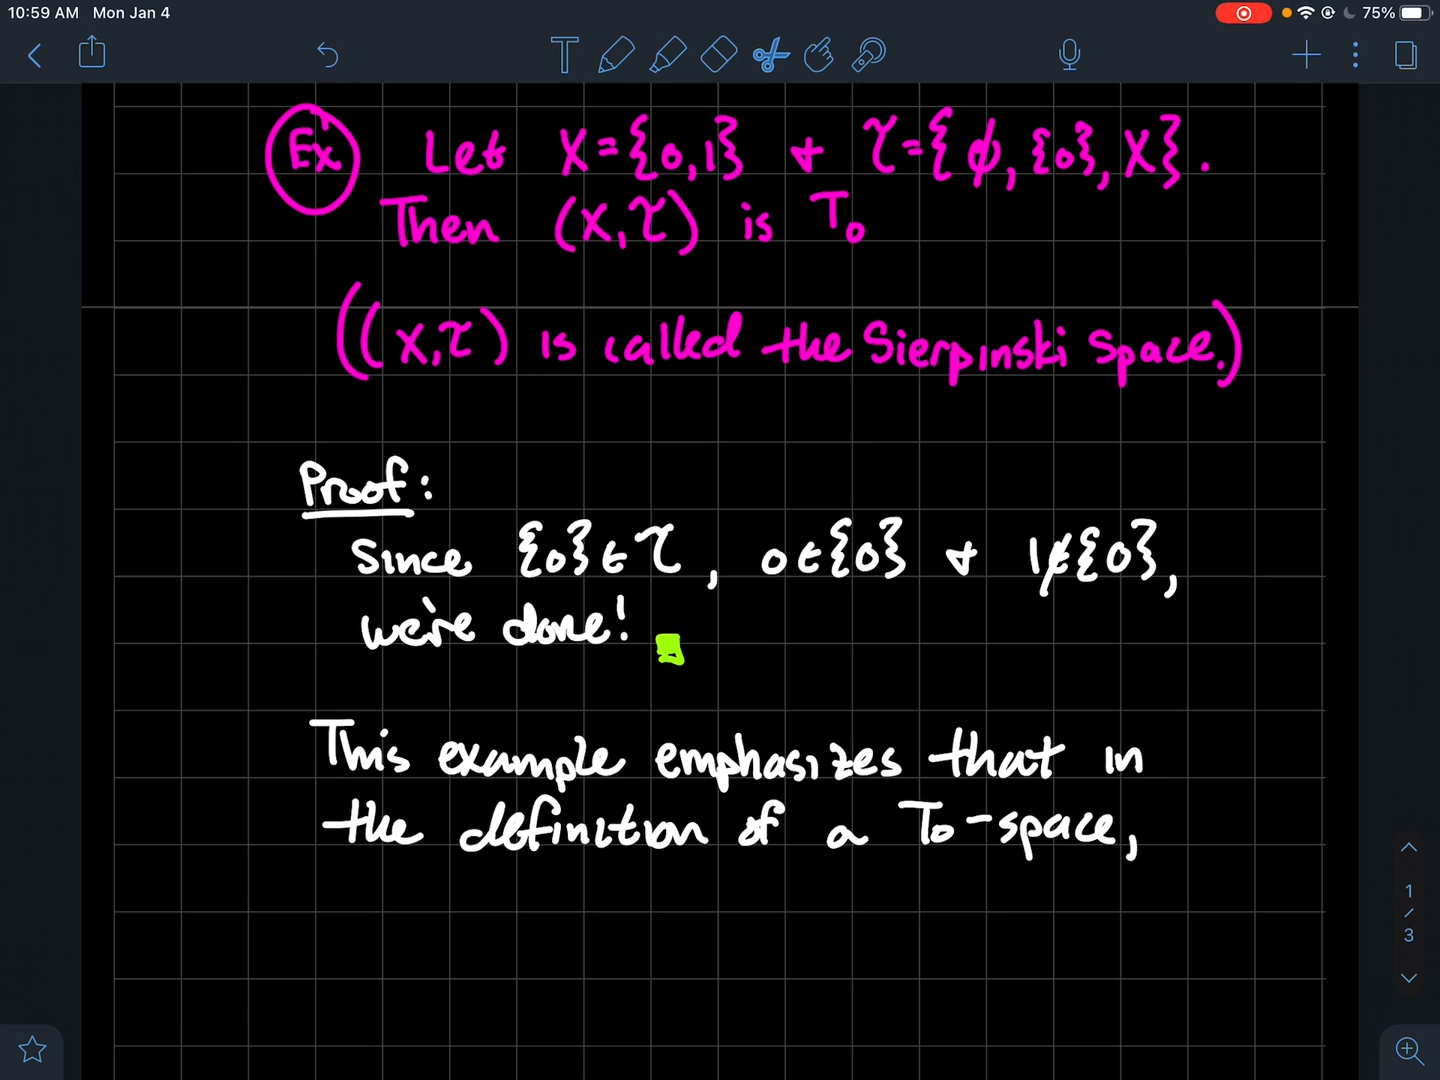 10:59 AM Mon Jan 4
75%
Ex Let X={0,1} & τ={φ,{0},X}.
Then (X,τ) is T₀
((X,τ) is called the Sierpinski Space.)
Proof:
Since {0}∈τ, 0∈{0} & 1∉{0},
we're done!
This example emphasizes that in
the definition of a T₀-space,
1
/
3